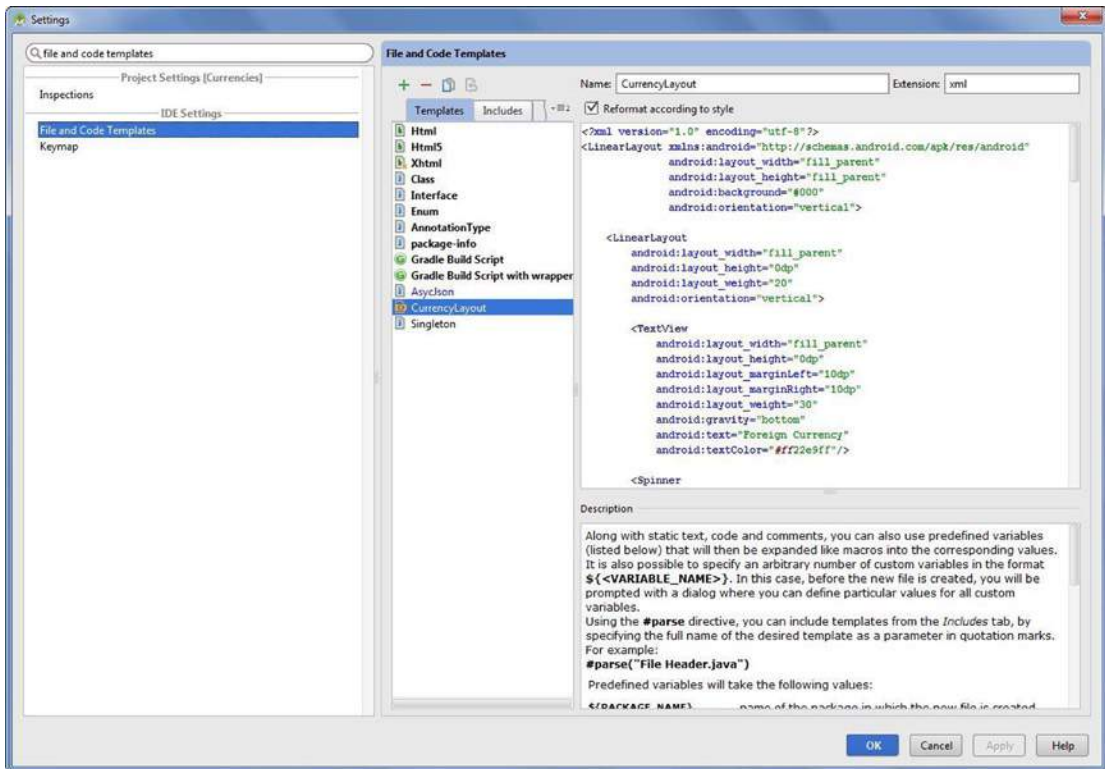 Settings
file and code templates
Project Settings [Currencies]
Inspections
IDE Settings
File and Code Templates
Keymap
File and Code Templates
Templates
Includes
Html
Html5
Xhtml
Class
Interface
Enum
AnnotationType
package-info
Gradle Build Script
Gradle Build Script with wrapper
AsycJson
CurrencyLayout
Singleton
Name: CurrencyLayout
Extension: xml
Reformat according to style
<?xml version="1.0" encoding="utf-8"?>
<LinearLayout xmlns:android="http://schemas.android.com/apk/res/android"
android:layout_width="fill_parent"
android:layout_height="fill_parent"
android:background="#000"
android:orientation="vertical">
<LinearLayout
android:layout_width="fill_parent"
android:layout_height="0dp"
android:layout_weight="20"
android:orientation="vertical">
<TextView
android:layout_width="fill_parent"
android:layout_height="0dp"
android:layout_marginLeft="10dp"
android:layout_marginRight="10dp"
android:layout_weight="30"
android:gravity="bottom"
android:text="Foreign Currency"
android:textColor="#ff22e9ff"/>
<Spinner
Description
Along with static text, code and comments, you can also use predefined variables
(listed below) that will then be expanded like macros into the corresponding values.
It is also possible to specify an arbitrary number of custom variables in the format
${<VARIABLE_NAME>}. In this case, before the new file is created, you will be
prompted with a dialog where you can define particular values for all custom
variables.
Using the #parse directive, you can include templates from the Includes tab, by
specifying the full name of the desired template as a parameter in quotation marks.
For example:
#parse("File Header.java")
Predefined variables will take the following values:
${PACKAGE_NAME} name of the package in which the new file is created
OK
Cancel
Apply
Help